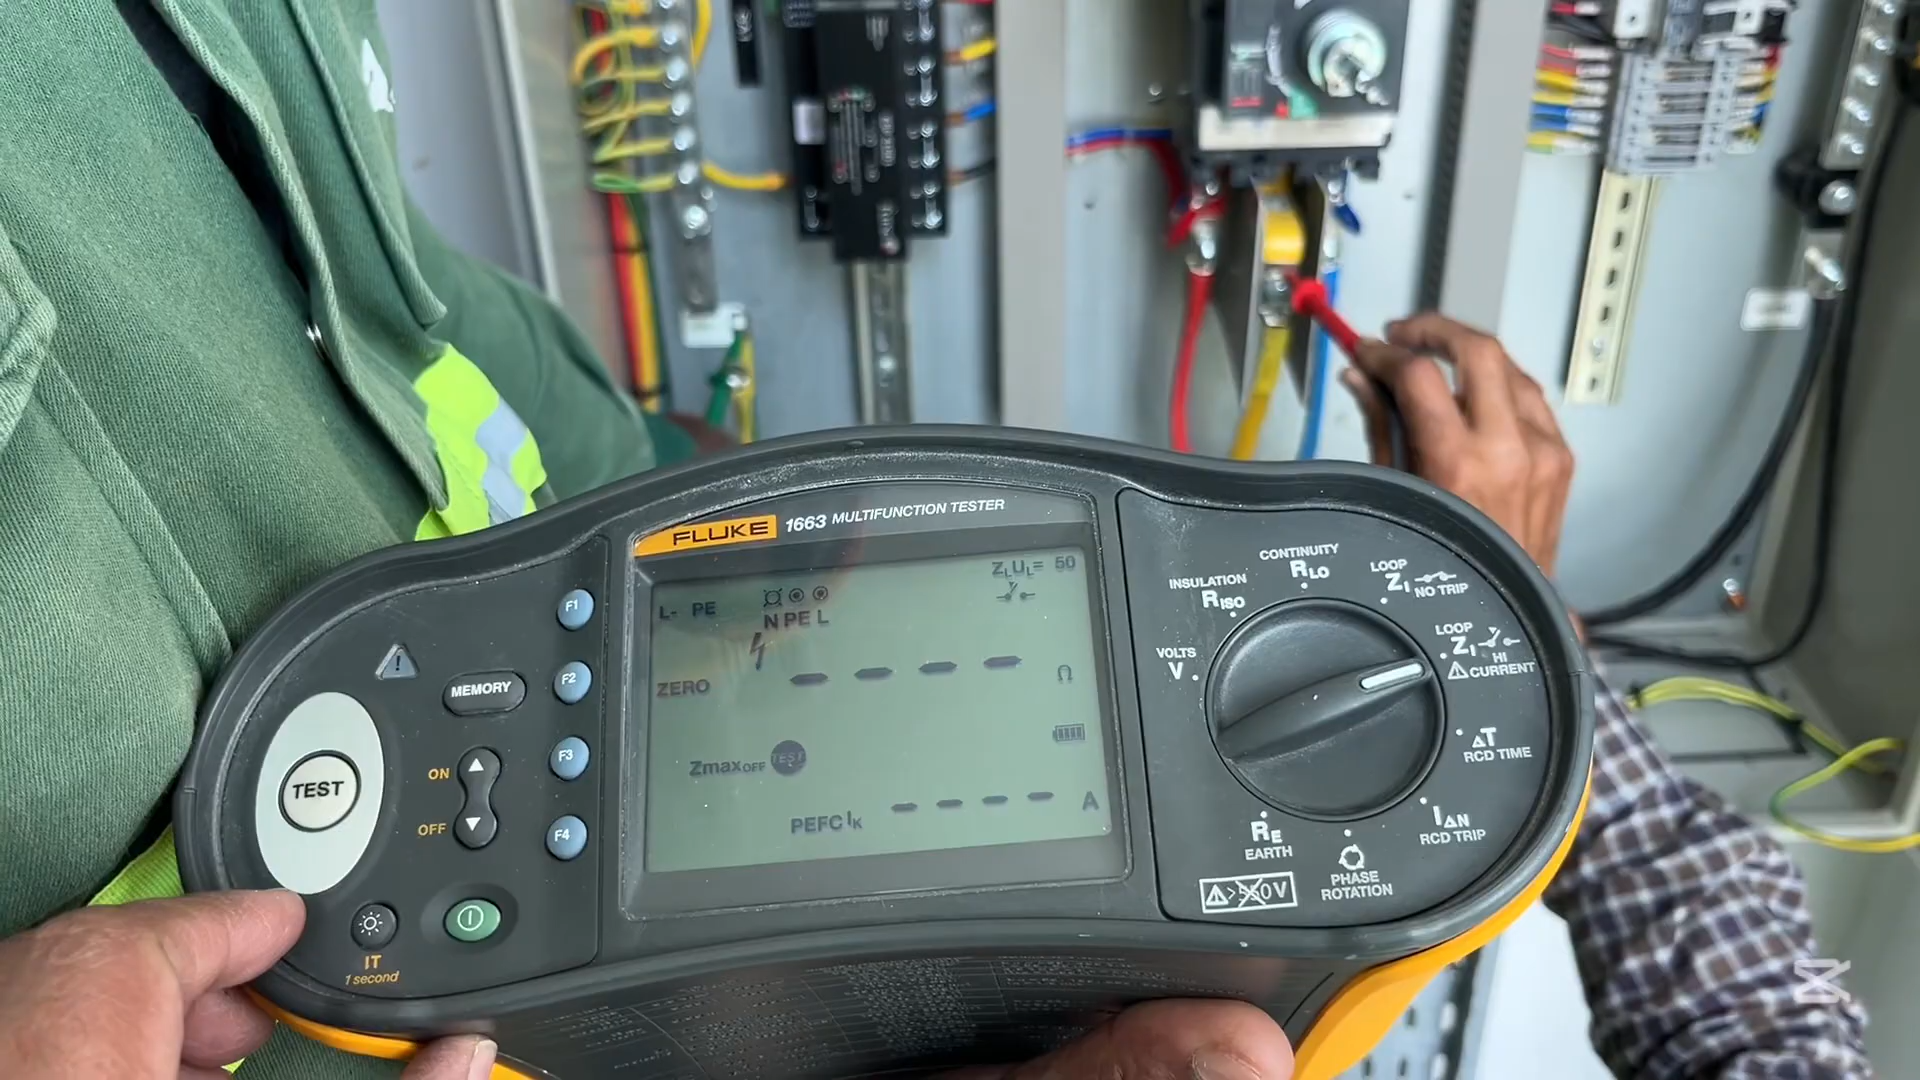 FLUKE 1663 MULTIFUNCTION TESTER
ZLUL= 50
L- PE
N PE L
ZERO
Ω
Zmax OFF TEST
PEFC IK
A
F1
F2
F3
F4
MEMORY
ON
OFF
TEST
IT
1 second
VOLTS
V
INSULATION
RISO
CONTINUITY
RLO
LOOP
ZI NO TRIP
LOOP
ZI
HI
CURRENT
ΔT
RCD TIME
IΔN
RCD TRIP
PHASE
ROTATION
RE
EARTH
>550V